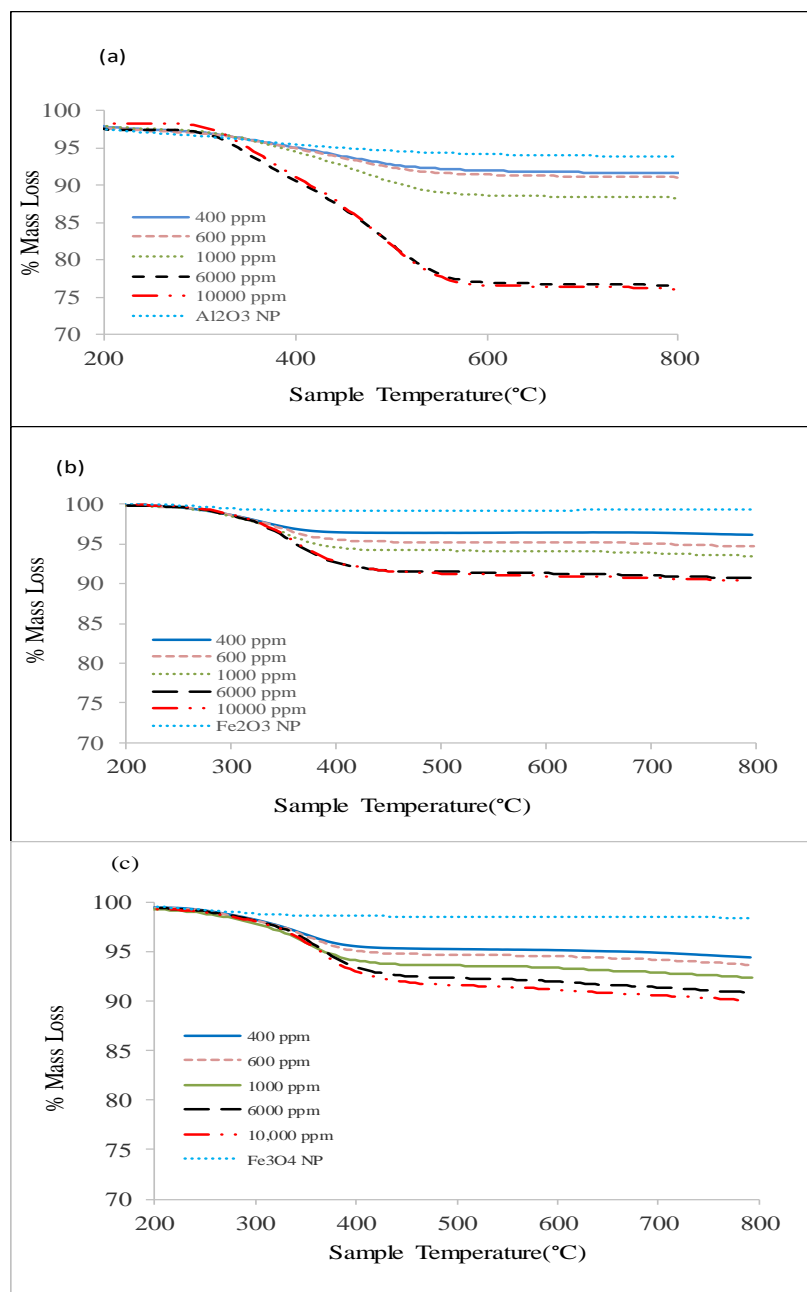 (a)
100
95
90
85
80
75
70
% Mass Loss
400 ppm
600 ppm
1000 ppm
6000 ppm
10000 ppm
Al2O3 NP
200 400 600 800
Sample Temperature(°C)
(b)
100
95
90
85
80
75
70
% Mass Loss
400 ppm
600 ppm
1000 ppm
6000 ppm
10000 ppm
Fe2O3 NP
200 300 400 500 600 700 800
Sample Temperature(°C)
(c)
100
95
90
85
80
75
70
% Mass Loss
400 ppm
600 ppm
1000 ppm
6000 ppm
10,000 ppm
Fe3O4 NP
200 300 400 500 600 700 800
Sample Temperature(°C)